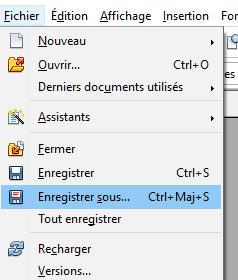 Fichier Édition Affichage Insertion
Nouveau
Ouvrir... Ctrl+O
Derniers documents utilisés
Assistants
Fermer
Enregistrer Ctrl+S
Enregistrer sous... Ctrl+Maj+S
Tout enregistrer
Recharger
Versions...